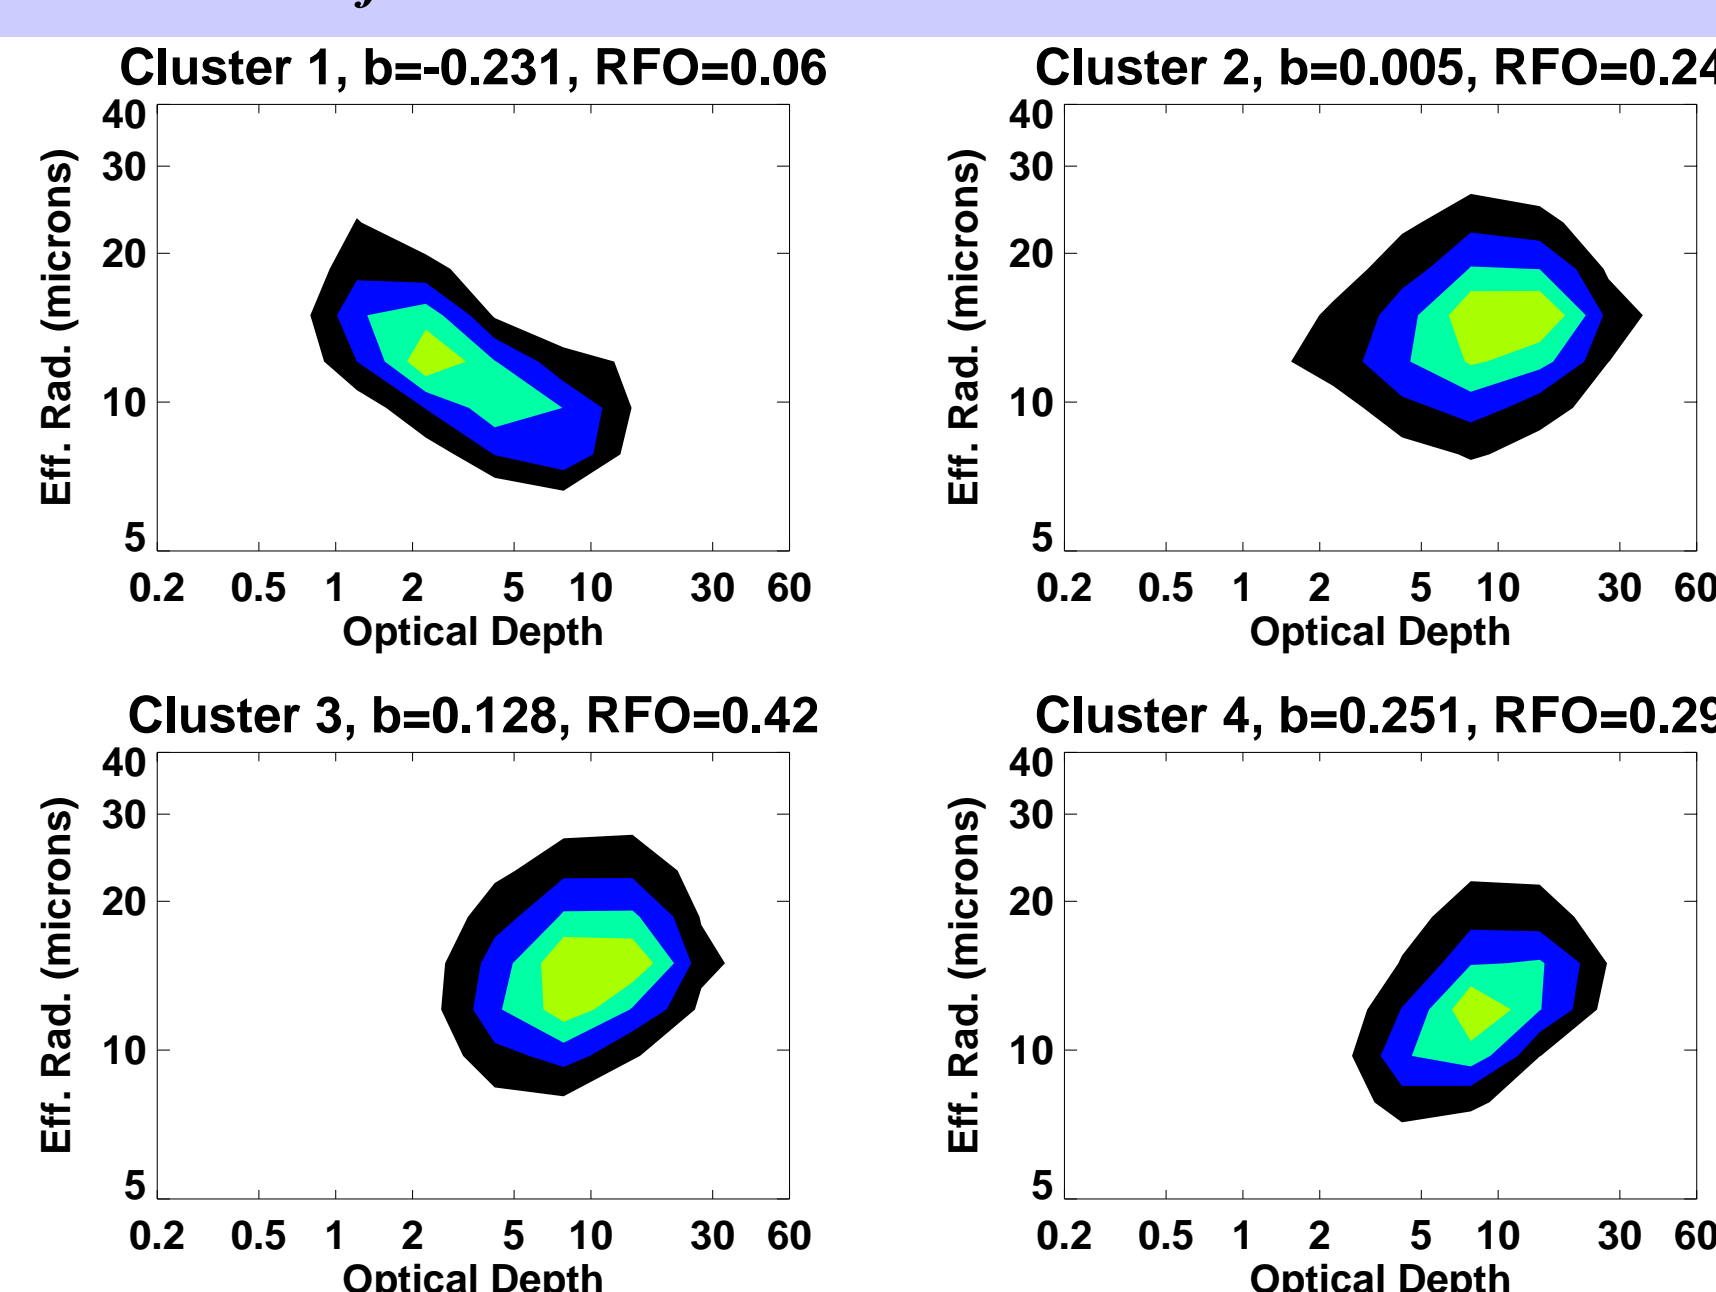 Cluster 1, b=-0.231, RFO=0.06
40
30
20
10
5
Eff. Rad. (microns)
0.2 0.5 1 2 5 10 30 60
Optical Depth
Cluster 2, b=0.005, RFO=0.24
40
30
20
10
5
Eff. Rad. (microns)
0.2 0.5 1 2 5 10 30 60
Optical Depth
Cluster 3, b=0.128, RFO=0.42
40
30
20
10
5
Eff. Rad. (microns)
0.2 0.5 1 2 5 10 30 60
Optical Depth
Cluster 4, b=0.251, RFO=0.29
40
30
20
10
5
Eff. Rad. (microns)
0.2 0.5 1 2 5 10 30 60
Optical Depth